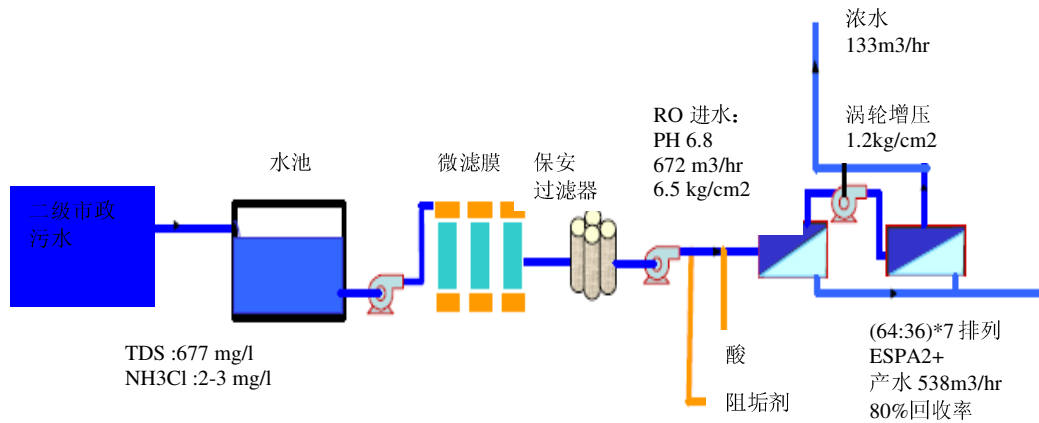 浓水
133m3/hr
RO 进水：
PH 6.8
672 m3/hr
6.5 kg/cm2
涡轮增压
1.2kg/cm2
水池
微滤膜
保安
过滤器
二级市政
污水
TDS :677 mg/l
NH3Cl :2-3 mg/l
酸
阻垢剂
(64:36)*7 排列
ESPA2+
产水 538m3/hr
80%回收率